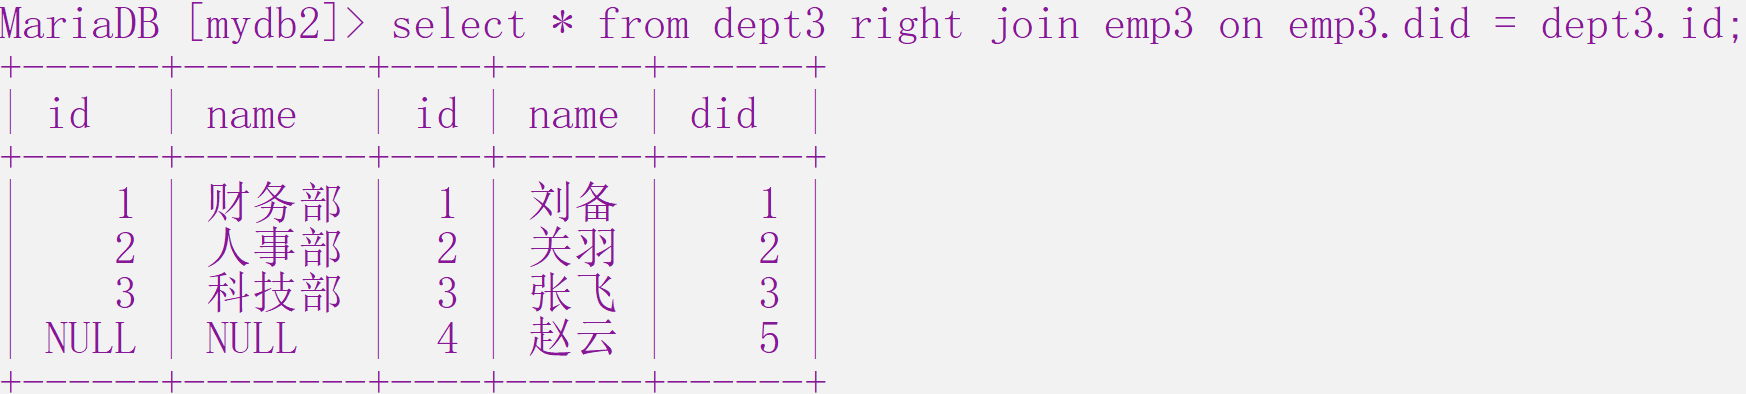 MariaDB [mydb2]> select * from dept3 right join emp3 on emp3.did = dept3.id;
+------+--------+----+------+------+
| id   | name   | id | name | did  |
+------+--------+----+------+------+
|    1 | 财务部 |  1 | 刘备 |    1 |
|    2 | 人事部 |  2 | 关羽 |    2 |
|    3 | 科技部 |  3 | 张飞 |    3 |
| NULL | NULL   |  4 | 赵云 |    5 |
+------+--------+----+------+------+